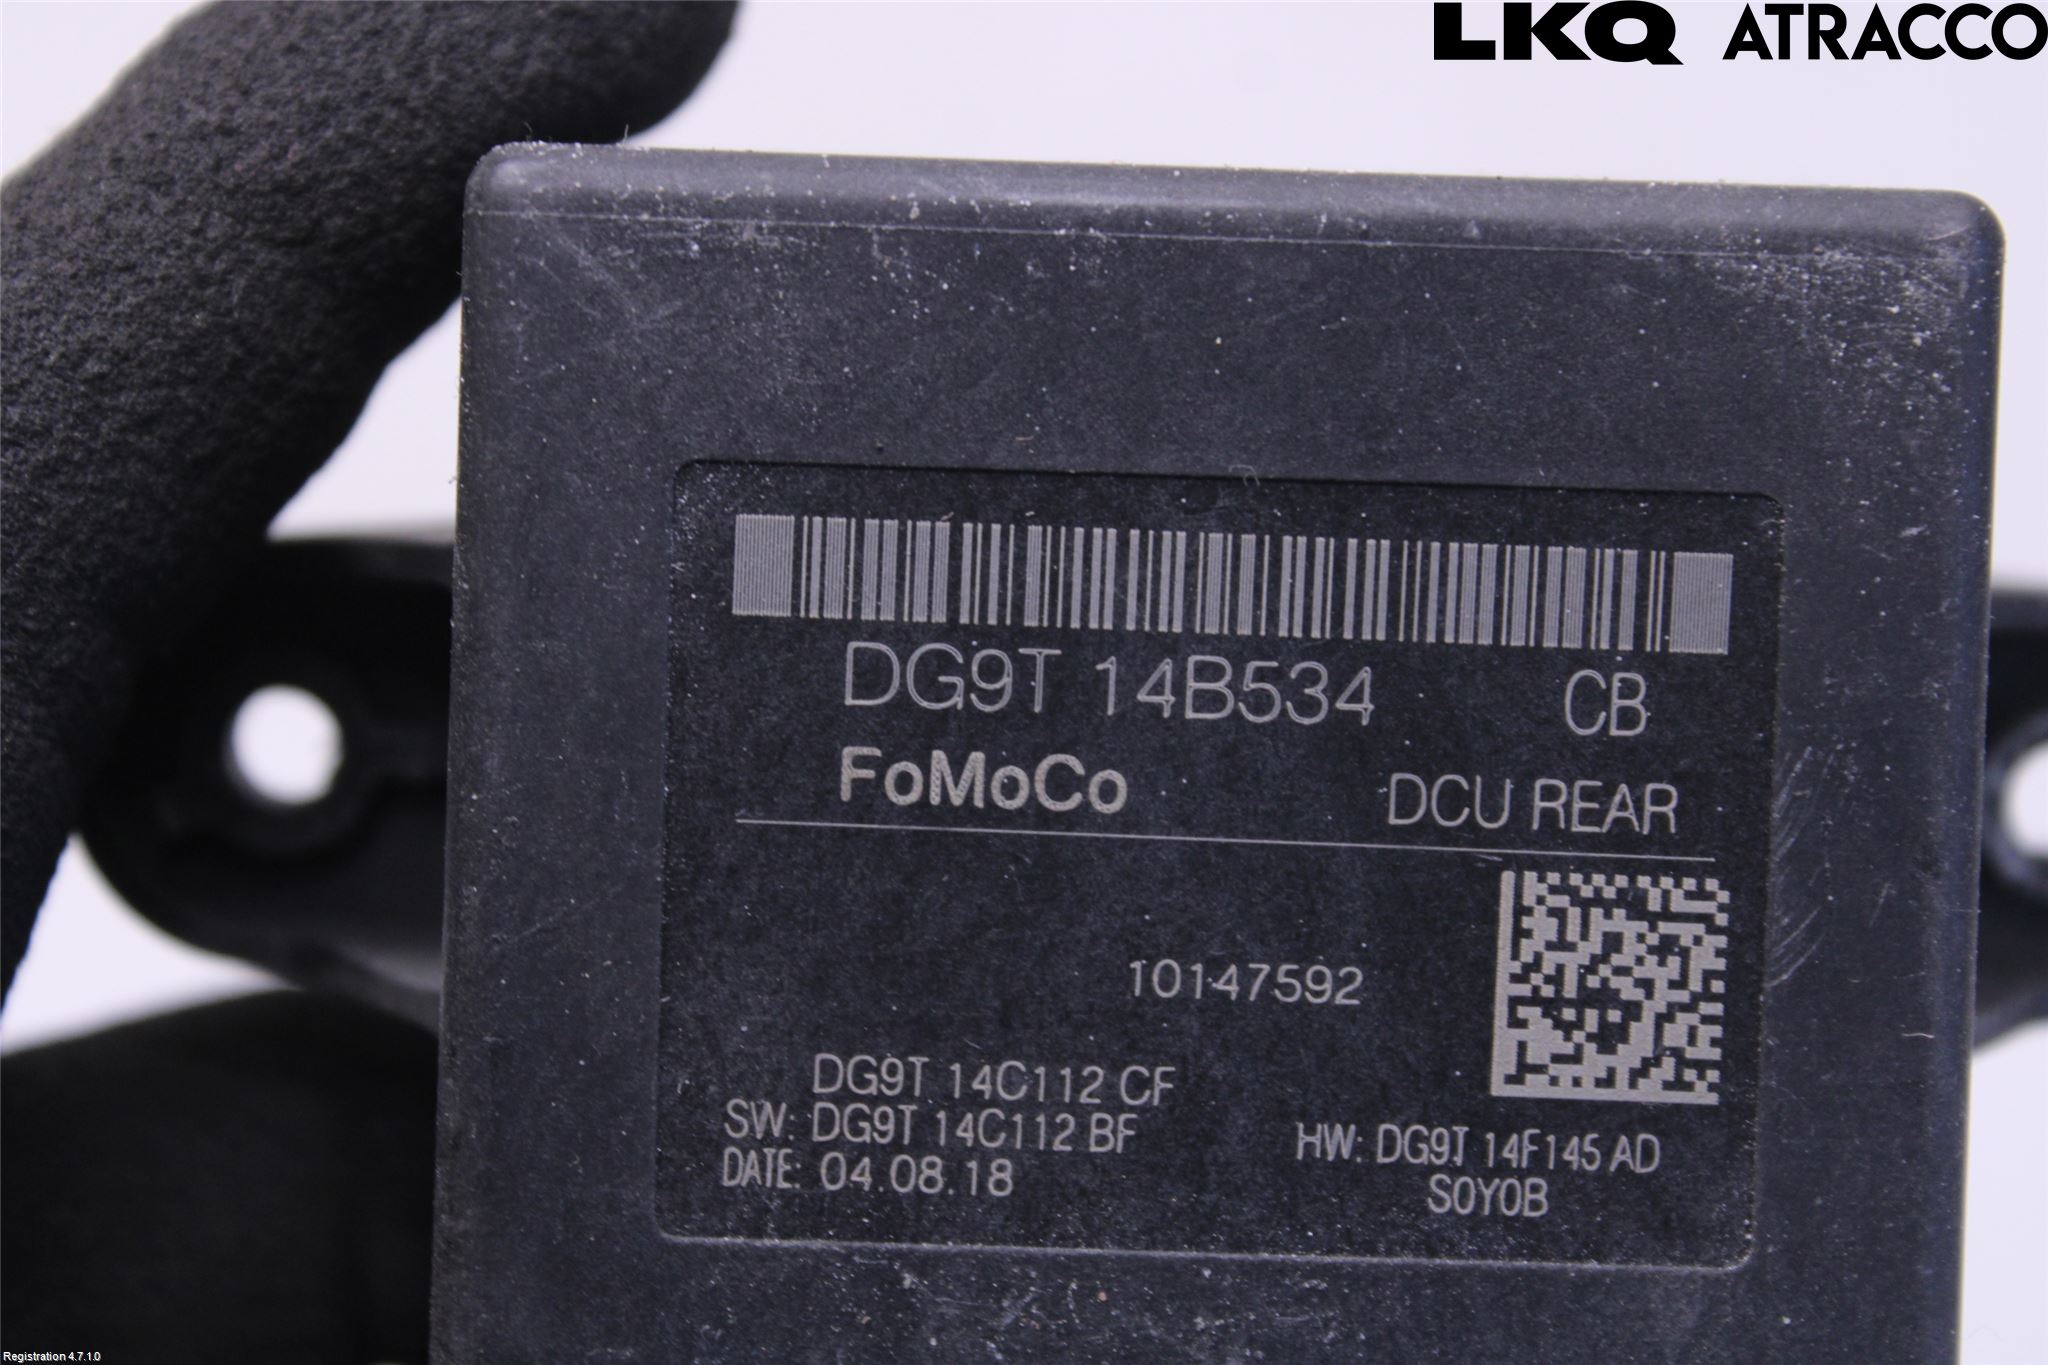 LKQ ATRACCO
DG9T 14B534 CB
FoMoCo DCU REAR
10147592
DG9T 14C112 CF
SW: DG9T 14C112 BF
HW: DG9T 14F145 AD
DATE: 04.08.18
S0Y0B
Registration 4.7.1.0